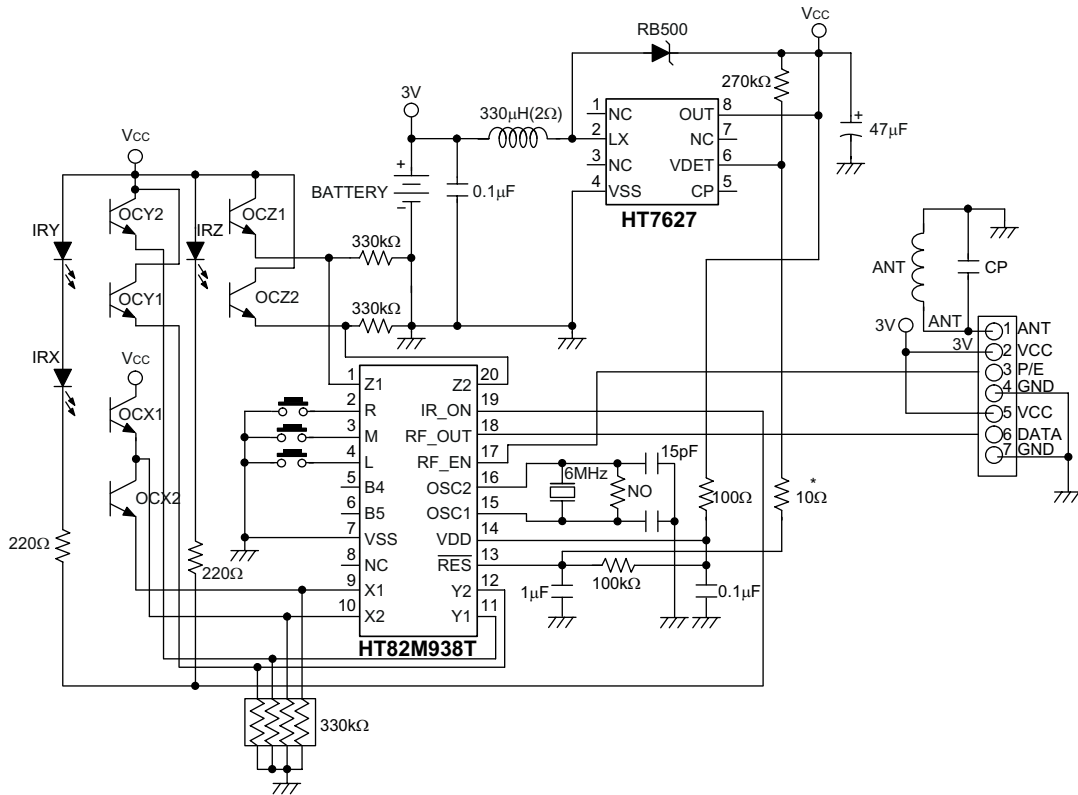 VCC
RB500
270kΩ
3V
330μH(2Ω)
1 NC
2 LX
3 NC
4 VSS
OUT 8
NC 7
VDET 6
CP 5
HT7627
+
47μF
VCC
+
BATTERY
−
0.1μF
IRY
OCY2
IRZ
OCZ1
330kΩ
OCY1
OCZ2
330kΩ
ANT
CP
3V
ANT
3V
1 ANT
2 VCC
3 P/E
4 GND
5 VCC
6 DATA
7 GND
IRX
VCC
OCX1
OCX2
1 Z1
2 R
3 M
4 L
5 B4
6 B5
7 VSS
8 NC
9 X1
10 X2
Z2 20
IR_ON 19
RF_OUT 18
RF_EN 17
OSC2 16
OSC1 15
VDD 14
RES 13
Y2 12
Y1 11
HT82M938T
6MHz
NO
15pF
100Ω
*
10Ω
220Ω
220Ω
1μF
100kΩ
0.1μF
330kΩ